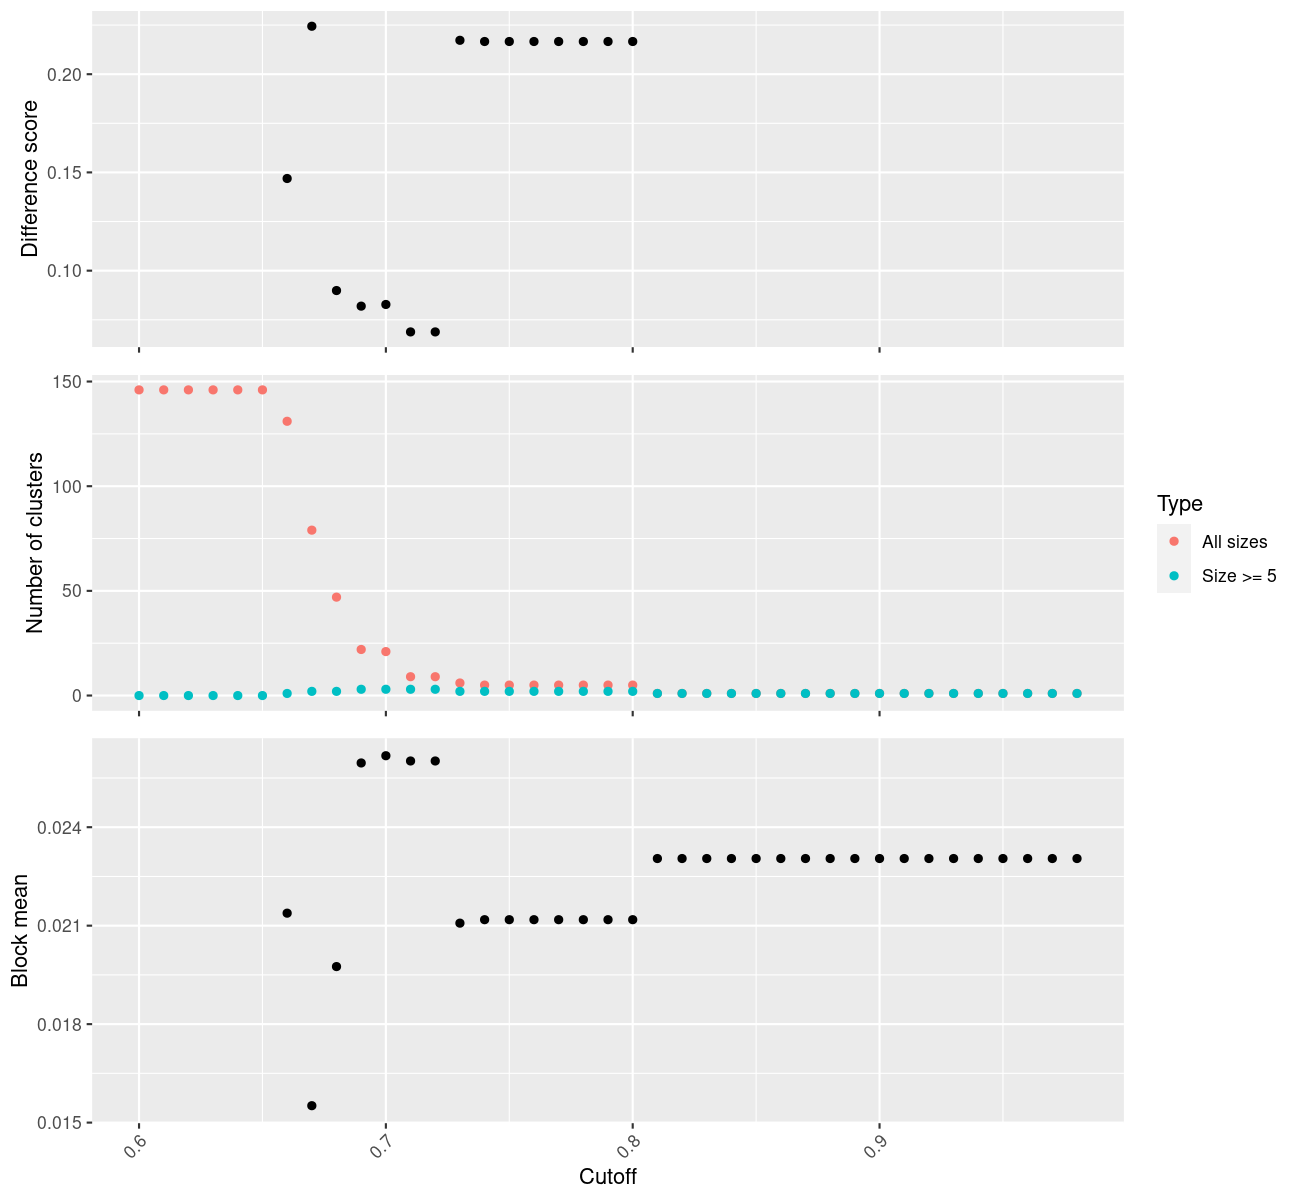 Difference score
0.20
0.15
0.10
Number of clusters
150
100
50
0
Type
All sizes
Size >= 5
Block mean
0.024
0.021
0.018
0.015
0.6
0.7
0.8
0.9
Cutoff